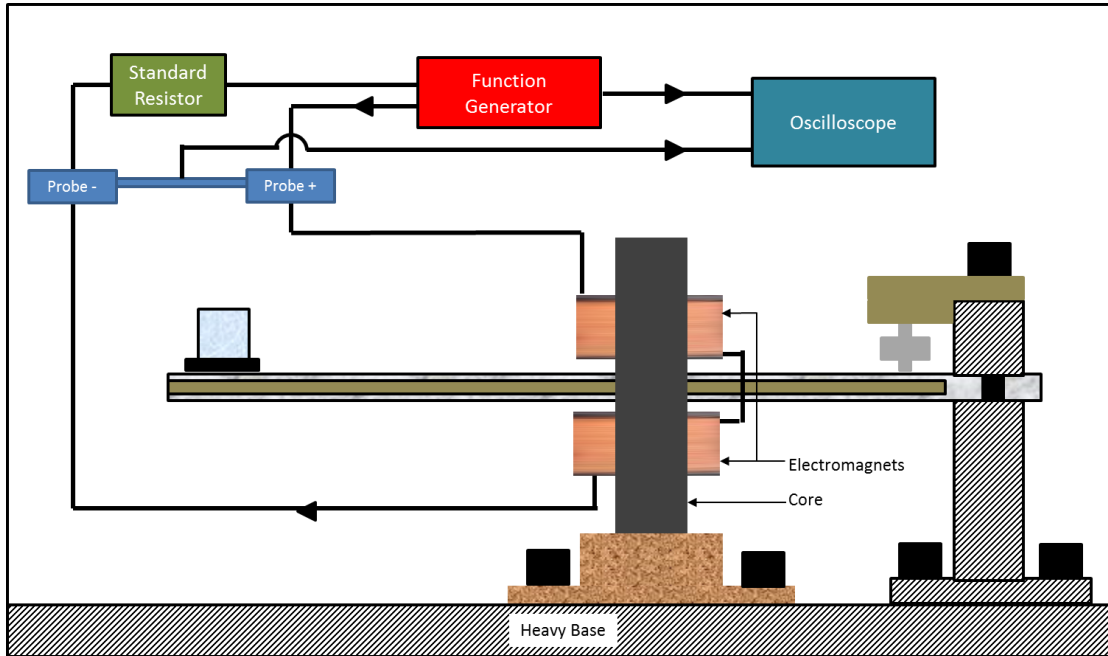 Standard
Resistor
Function
Generator
Oscilloscope
Probe -
Probe +
Electromagnets
Core
Heavy Base